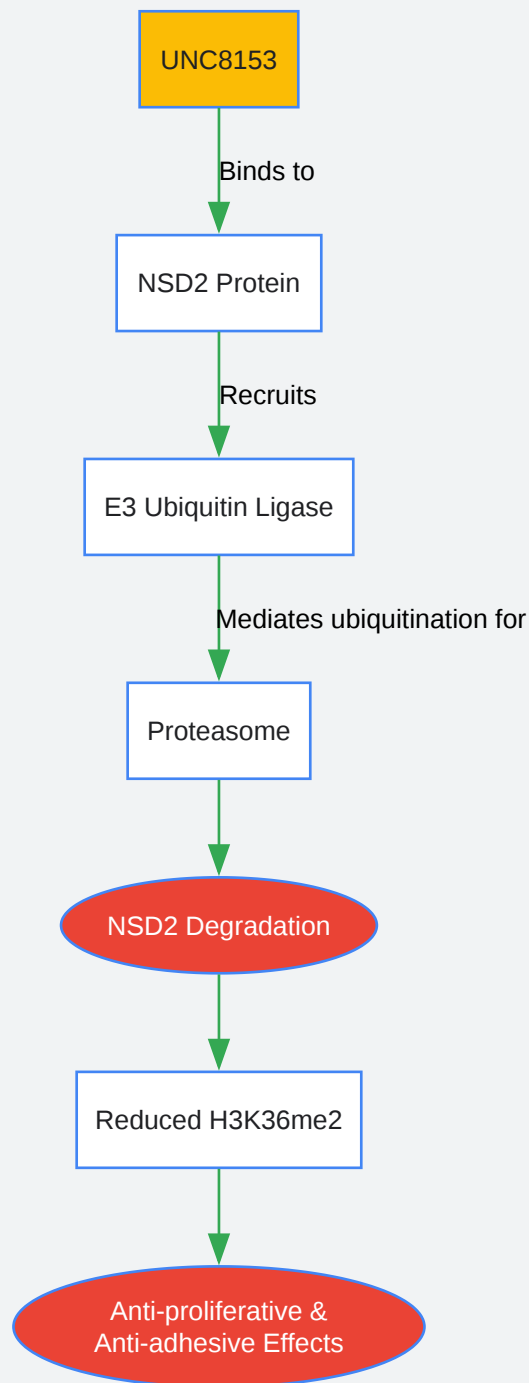 UNC8153
Binds to
NSD2 Protein
Recruits
E3 Ubiquitin Ligase
Mediates ubiquitination for
Proteasome
NSD2 Degradation
Reduced H3K36me2
Anti-proliferative &
Anti-adhesive Effects